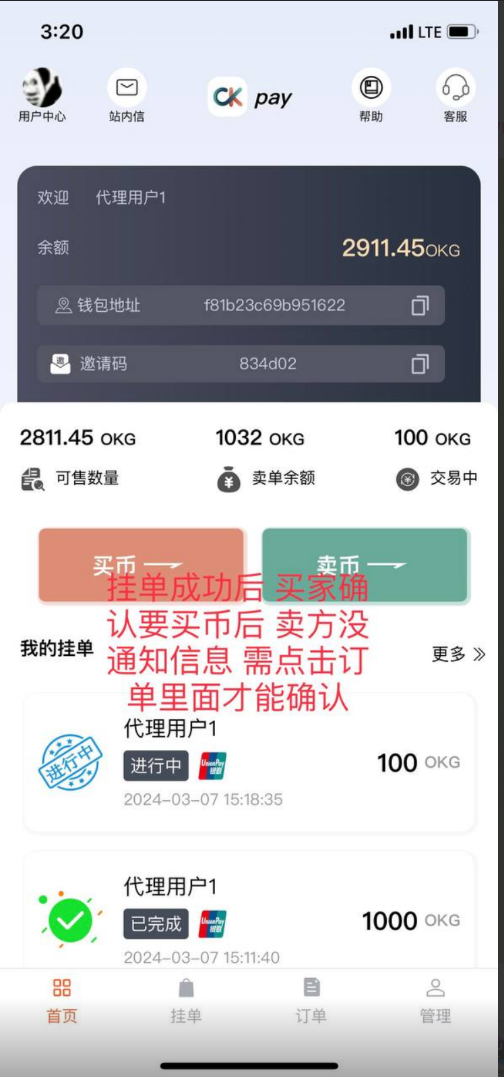 3:20
LTE
用户中心
站内信
CK pay
帮助
客服
欢迎 代理用户1
余额 2911.45OKG
钱包地址 f81b23c69b951622
邀 邀请码 834d02
2811.45 OKG 1032 OKG 100 OKG
可售数量 卖单余额 交易中
买币 卖币
挂单成功后 买家确
认要买币后 卖方没
通知信息 需点击订
单里面才能确认
我的挂单 更多
进行中
代理用户1
进行中 UnionPay 银联
100 OKG
2024-03-07 15:18:35
代理用户1
已完成 UnionPay 银联
1000 OKG
2024-03-07 15:11:40
首页 挂单 订单 管理